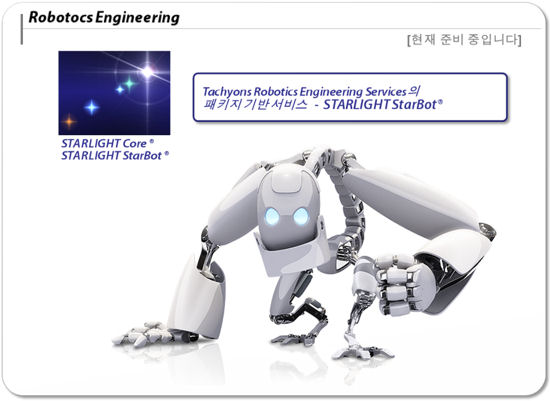 Robotocs Engineering
[현재 준비 중입니다]
Tachyons Robotics Engineering Services의
패키지 기반 서비스 - STARLIGHT StarBot®
STARLIGHT Core ®
STARLIGHT StarBot ®